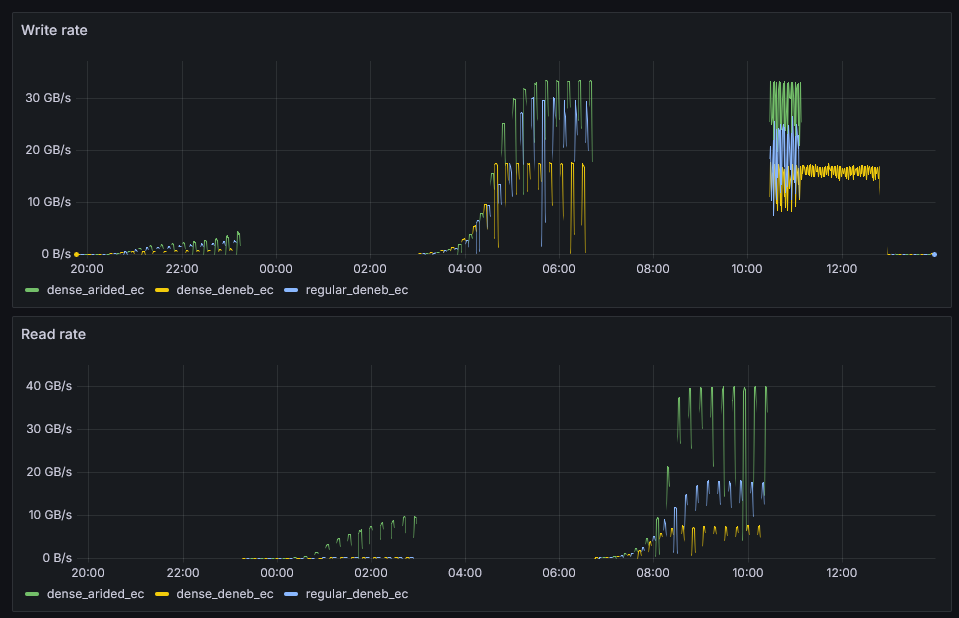 Write rate
30 GB/s
20 GB/s
10 GB/s
0 B/s
20:00 22:00 00:00 02:00 04:00 06:00 08:00 10:00 12:00
dense_arided_ec dense_deneb_ec regular_deneb_ec
Read rate
40 GB/s
30 GB/s
20 GB/s
10 GB/s
0 B/s
20:00 22:00 00:00 02:00 04:00 06:00 08:00 10:00 12:00
dense_arided_ec dense_deneb_ec regular_deneb_ec